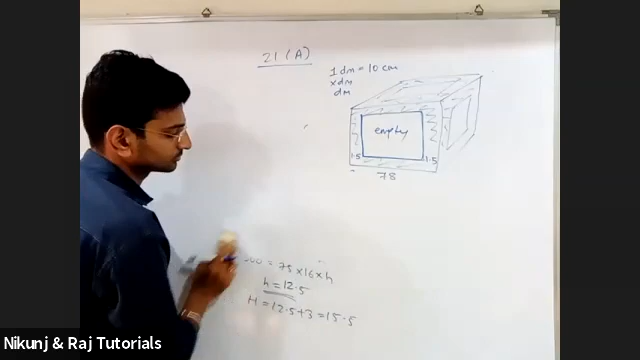 21 (A)
1 dm = 10 cm
x dm
dm
empty
1.5 1.5
78
00 = 75 × 16 × h
h = 12.5
H = 12.5 + 3 = 15.5
Nikunj & Raj Tutorials